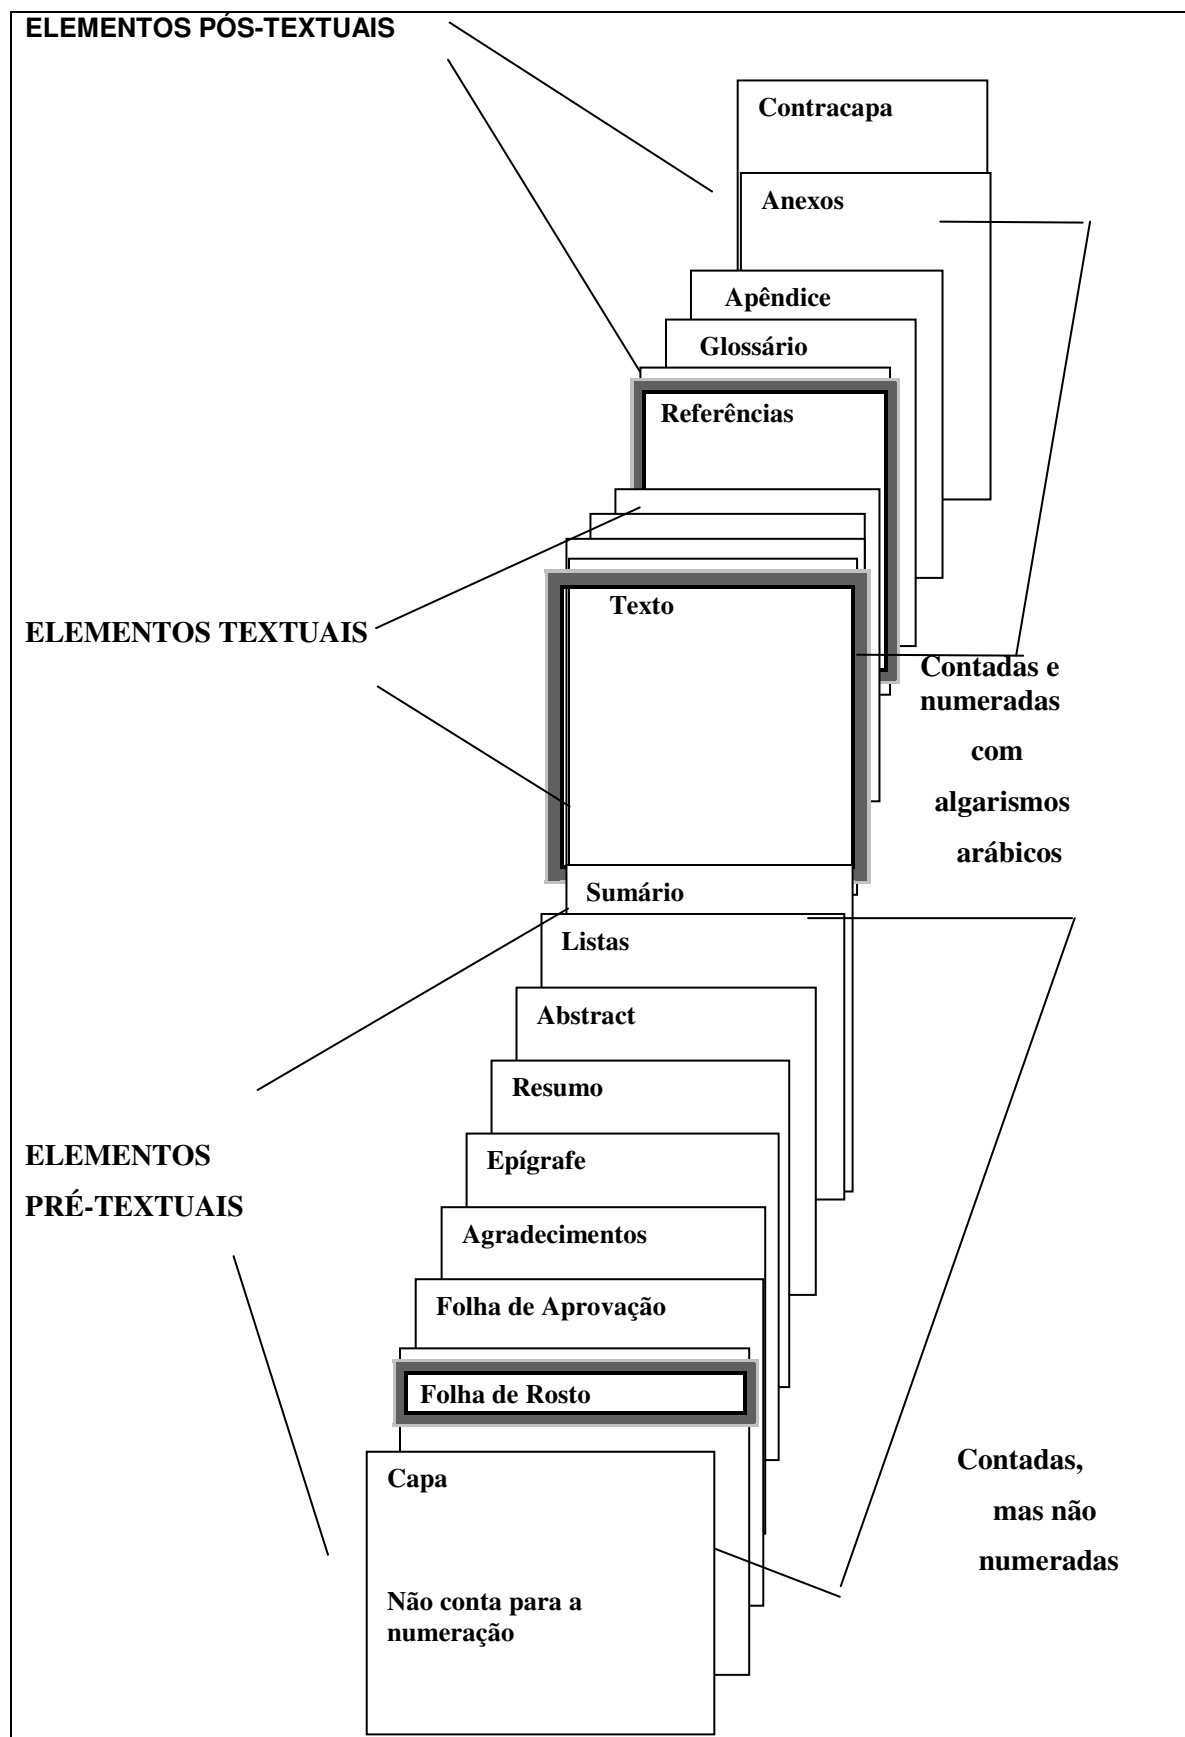 ELEMENTOS PÓS-TEXTUAIS
Contracapa
Anexos
Apêndice
Glossário
Referências
Texto
ELEMENTOS TEXTUAIS
Contadas e
numeradas
com
algarismos
arábicos
Sumário
Listas
Abstract
Resumo
Epígrafe
ELEMENTOS
PRÉ-TEXTUAIS
Agradecimentos
Folha de Aprovação
Folha de Rosto
Capa
Não conta para a
numeração
Contadas,
mas não
numeradas